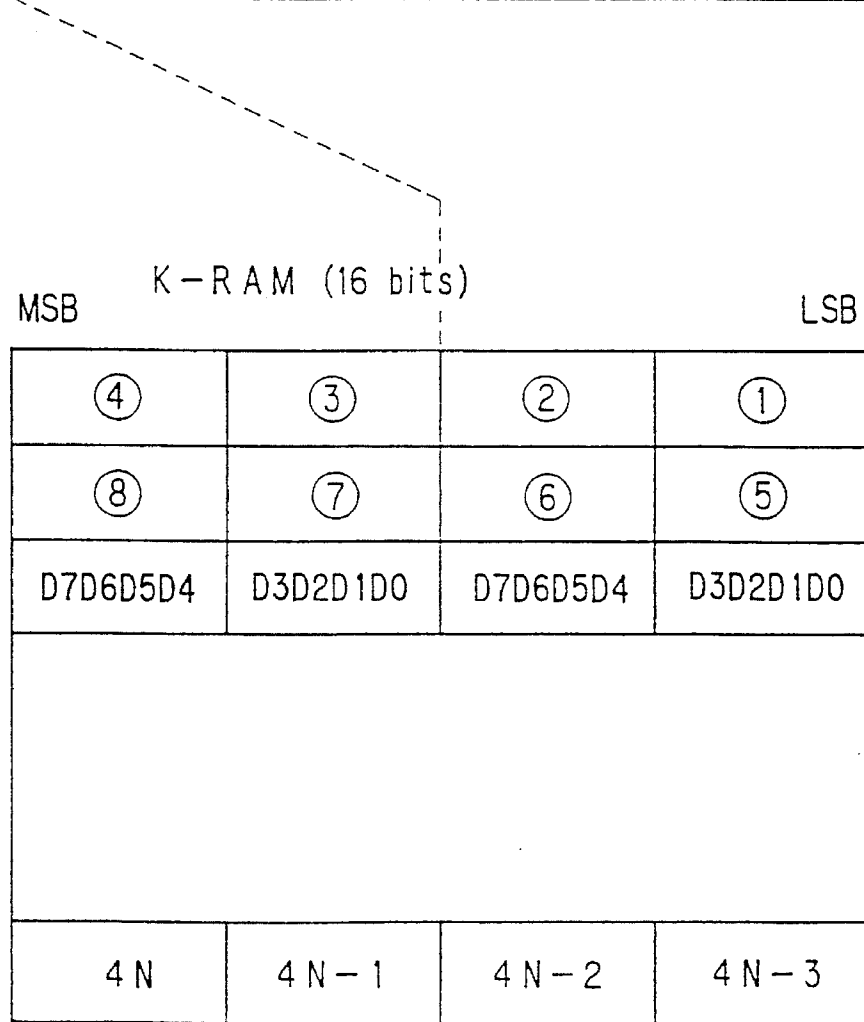 K-RAM (16 bits)
MSB LSB
④ ③ ② ①
⑧ ⑦ ⑥ ⑤
D7D6D5D4 D3D2D1D0 D7D6D5D4 D3D2D1D0
4N 4N-1 4N-2 4N-3